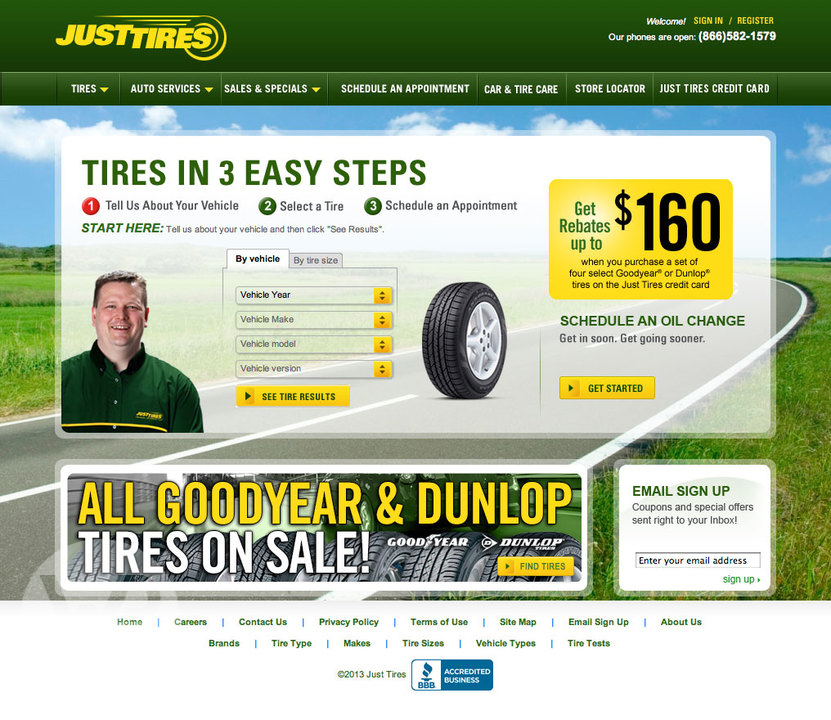 JUSTTIRES
Welcome! SIGN IN / REGISTER
Our phones are open: (866)582-1579
TIRES AUTO SERVICES SALES & SPECIALS SCHEDULE AN APPOINTMENT CAR & TIRE CARE STORE LOCATOR JUST TIRES CREDIT CARD
TIRES IN 3 EASY STEPS
1 Tell Us About Your Vehicle 2 Select a Tire 3 Schedule an Appointment
START HERE: Tell us about your vehicle and then click "See Results".
By vehicle By tire size
Vehicle Year
Vehicle Make
Vehicle model
Vehicle version
SEE TIRE RESULTS
JUSTTIRES
Get
Rebates
up to
$160
when you purchase a set of
four select Goodyear® or Dunlop®
tires on the Just Tires credit card
SCHEDULE AN OIL CHANGE
Get in soon. Get going sooner.
GET STARTED
ALL GOODYEAR & DUNLOP
TIRES ON SALE!
GOODYEAR DUNLOP
TIRES
FIND TIRES
EMAIL SIGN UP
Coupons and special offers
sent right to your Inbox!
Enter your email address
sign up ›
Home | Careers | Contact Us | Privacy Policy | Terms of Use | Site Map | Email Sign Up | About Us
Brands | Tire Type | Makes | Tire Sizes | Vehicle Types | Tire Tests
©2013 Just Tires
BBB
ACCREDITED
BUSINESS